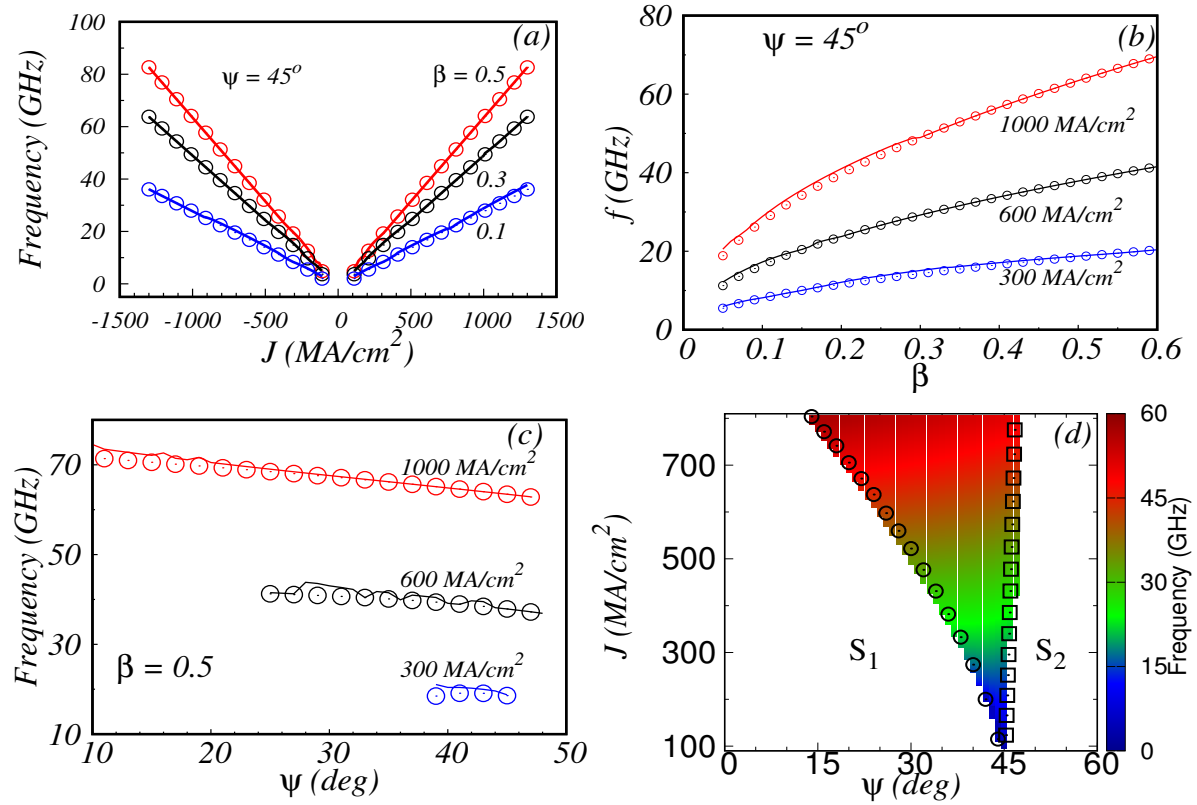 (a)
ψ = 45°
β = 0.5
0.3
0.1
Frequency (GHz)
100
80
60
40
20
0
-1500 -1000 -500 0 500 1000 1500
J (MA/cm²)
(b)
ψ = 45°
1000 MA/cm²
600 MA/cm²
300 MA/cm²
f (GHz)
80
60
40
20
0
0 0.1 0.2 0.3 0.4 0.5 0.6
β
(c)
1000 MA/cm²
600 MA/cm²
300 MA/cm²
β = 0.5
Frequency (GHz)
70
50
30
10
10 20 30 40 50
ψ (deg)
(d)
S₁
S₂
J (MA/cm²)
700
500
300
100
0 15 30 45 60
ψ (deg)
60
45
30
15
0
Frequency (GHz)